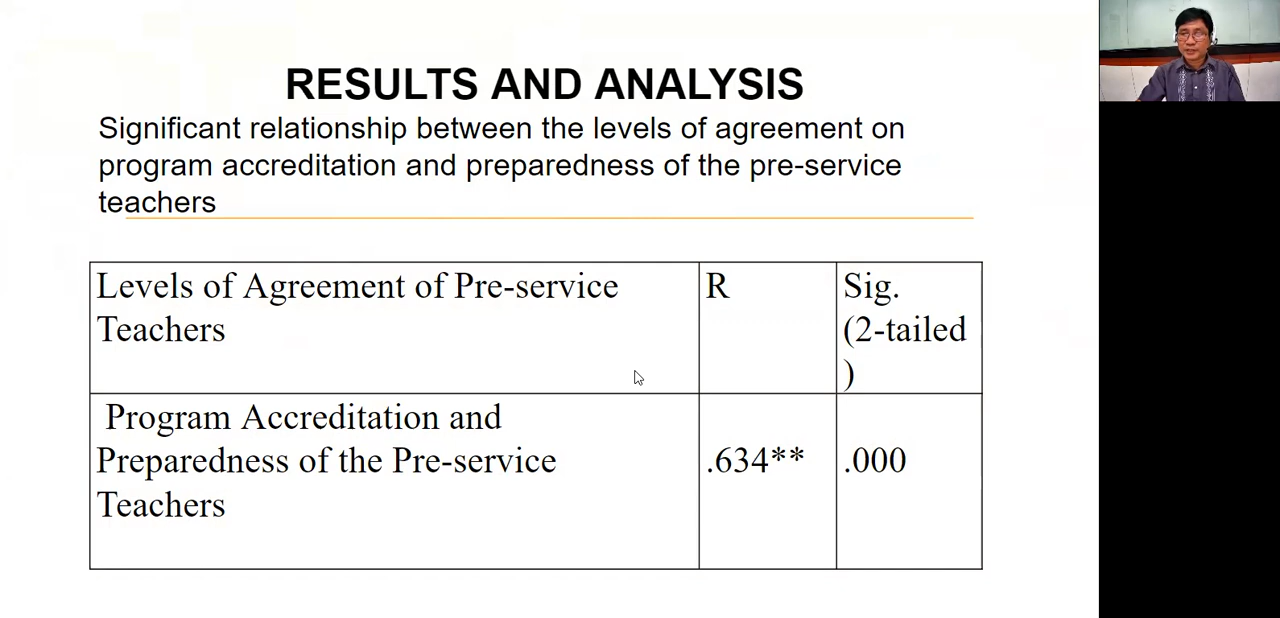 RESULTS AND ANALYSIS
Significant relationship between the levels of agreement on
program accreditation and preparedness of the pre-service
teachers
Levels of Agreement of Pre-service
Teachers
R
Sig.
(2-tailed
)
Program Accreditation and
Preparedness of the Pre-service
Teachers
.634**
.000